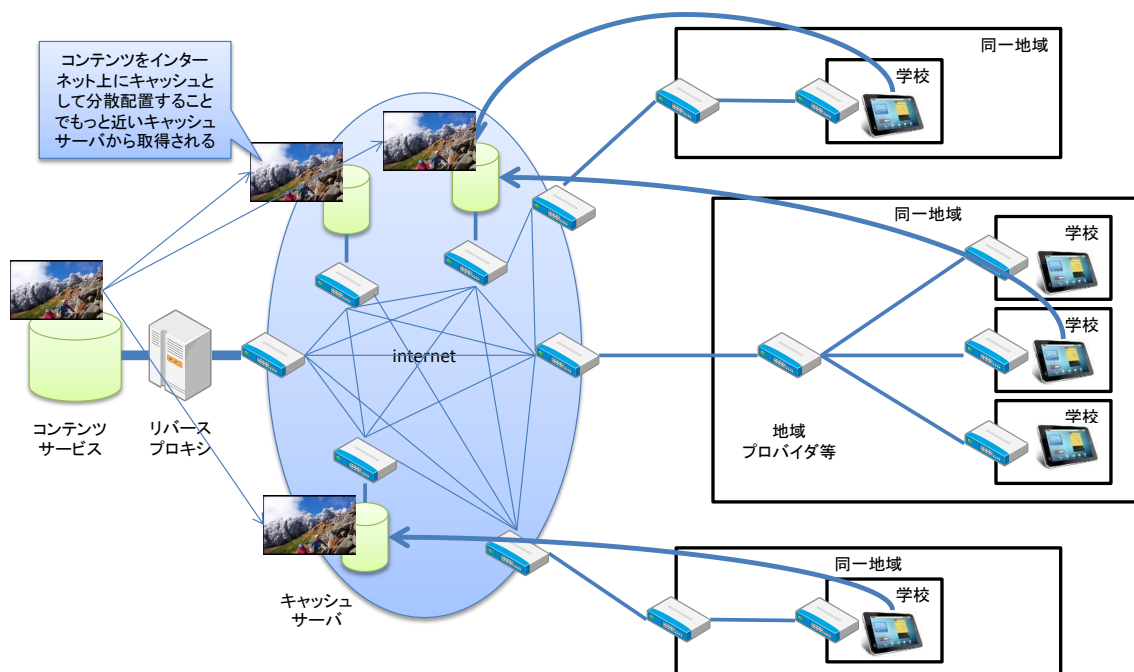 コンテンツをインター
ネット上にキャッシュと
して分散配置すること
でもっと近いキャッシュ
サーバから取得される
同一地域
学校
同一地域
学校
学校
学校
internet
コンテンツ
サービス
リバース
プロキシ
地域
プロバイダ等
キャッシュ
サーバ
同一地域
学校